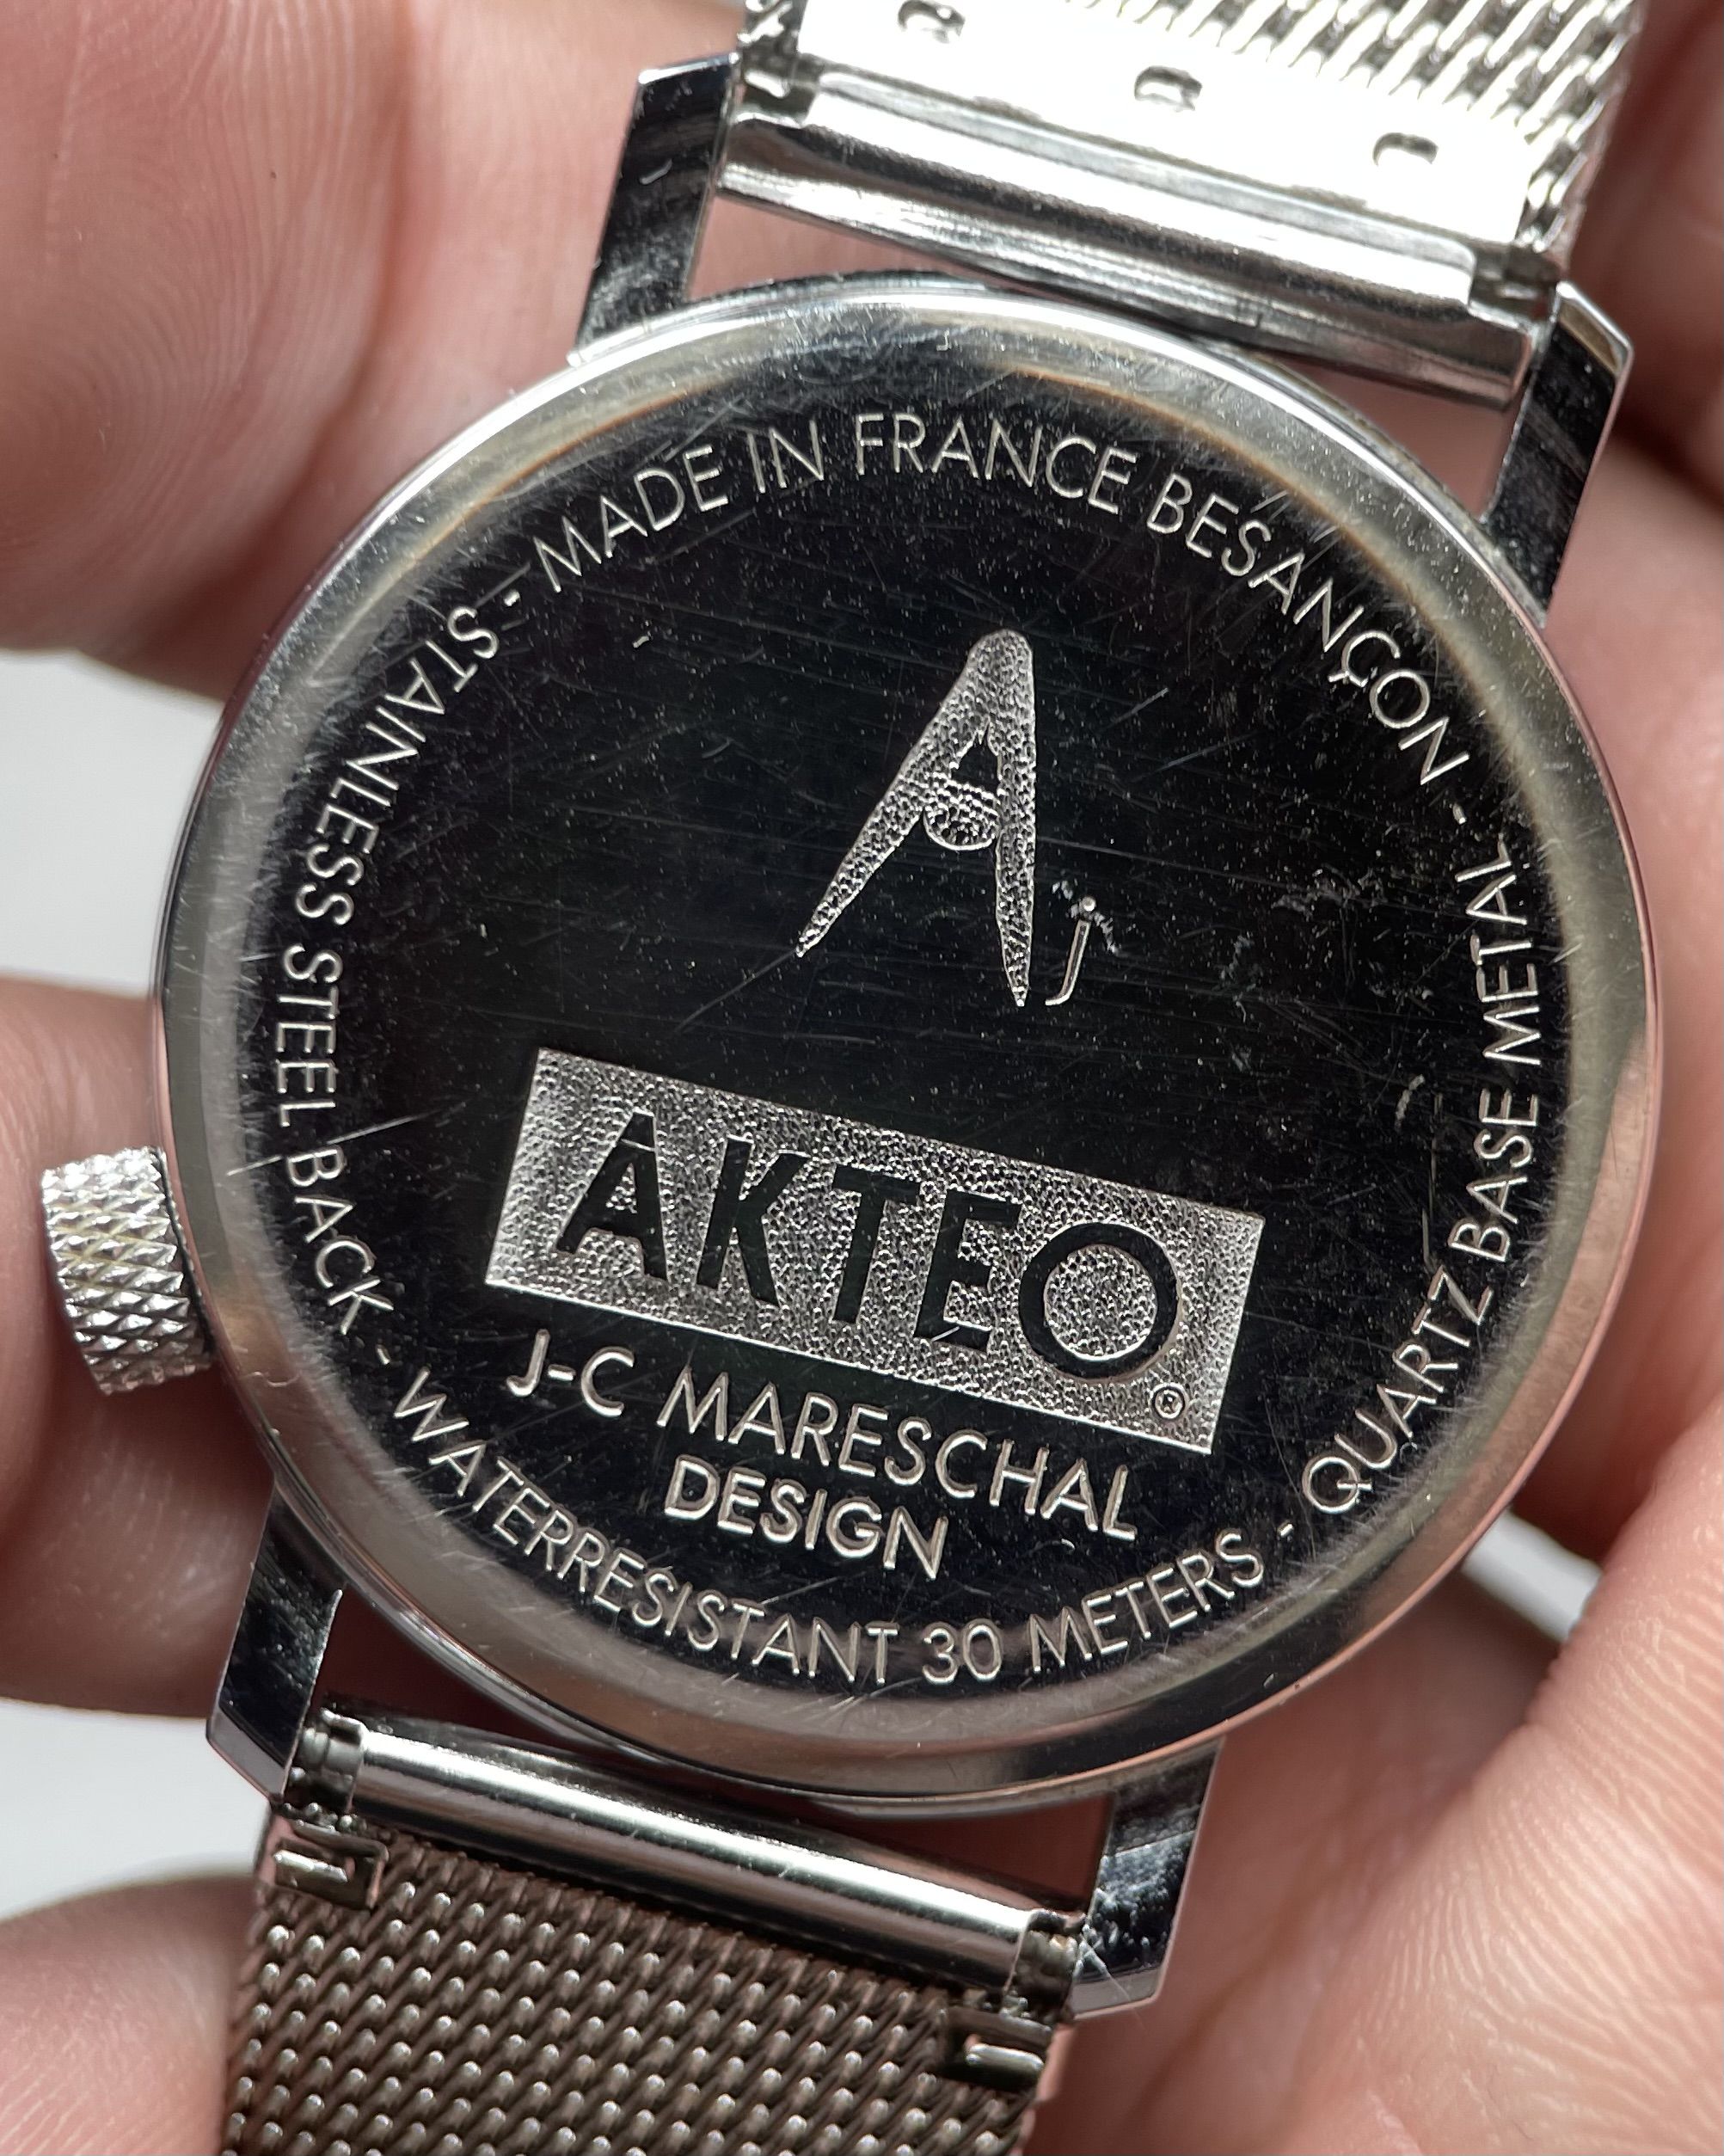 - MADE IN FRANCE BESANÇON - QUARTZ BASE METAL - WATERRESISTANT 30 METERS - STAINLESS STEEL BACK
A j
AKTEO ®
J-C MARESCHAL
DESIGN